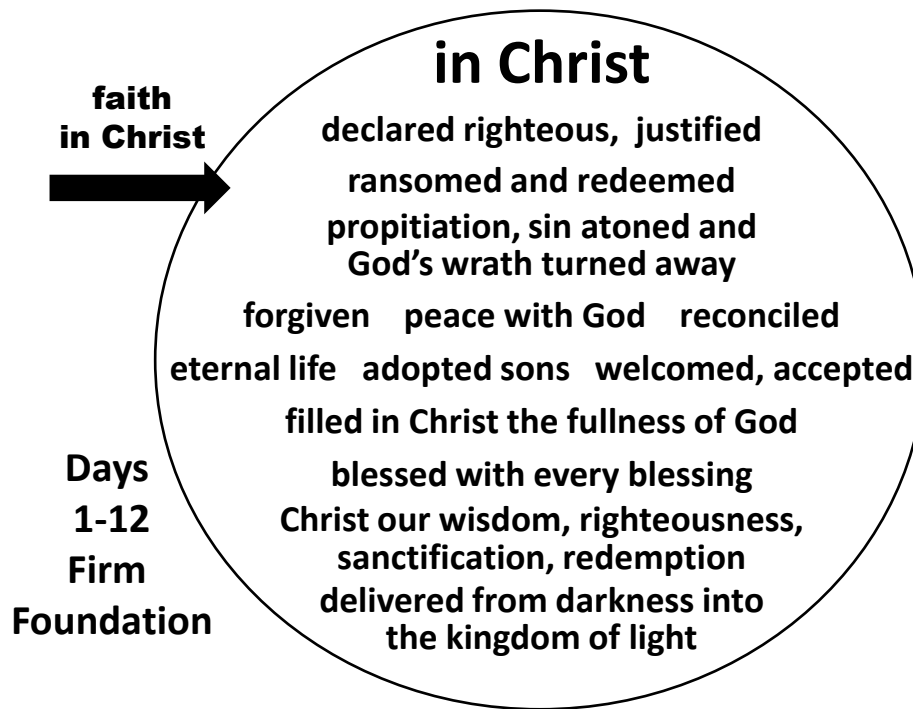 in Christ
faith
in Christ
declared righteous, justified
ransomed and redeemed
propitiation, sin atoned and
God's wrath turned away
forgiven peace with God reconciled
eternal life adopted sons welcomed, accepted
filled in Christ the fullness of God
blessed with every blessing
Christ our wisdom, righteousness,
sanctification, redemption
delivered from darkness into
the kingdom of light
Days
1-12
Firm
Foundation